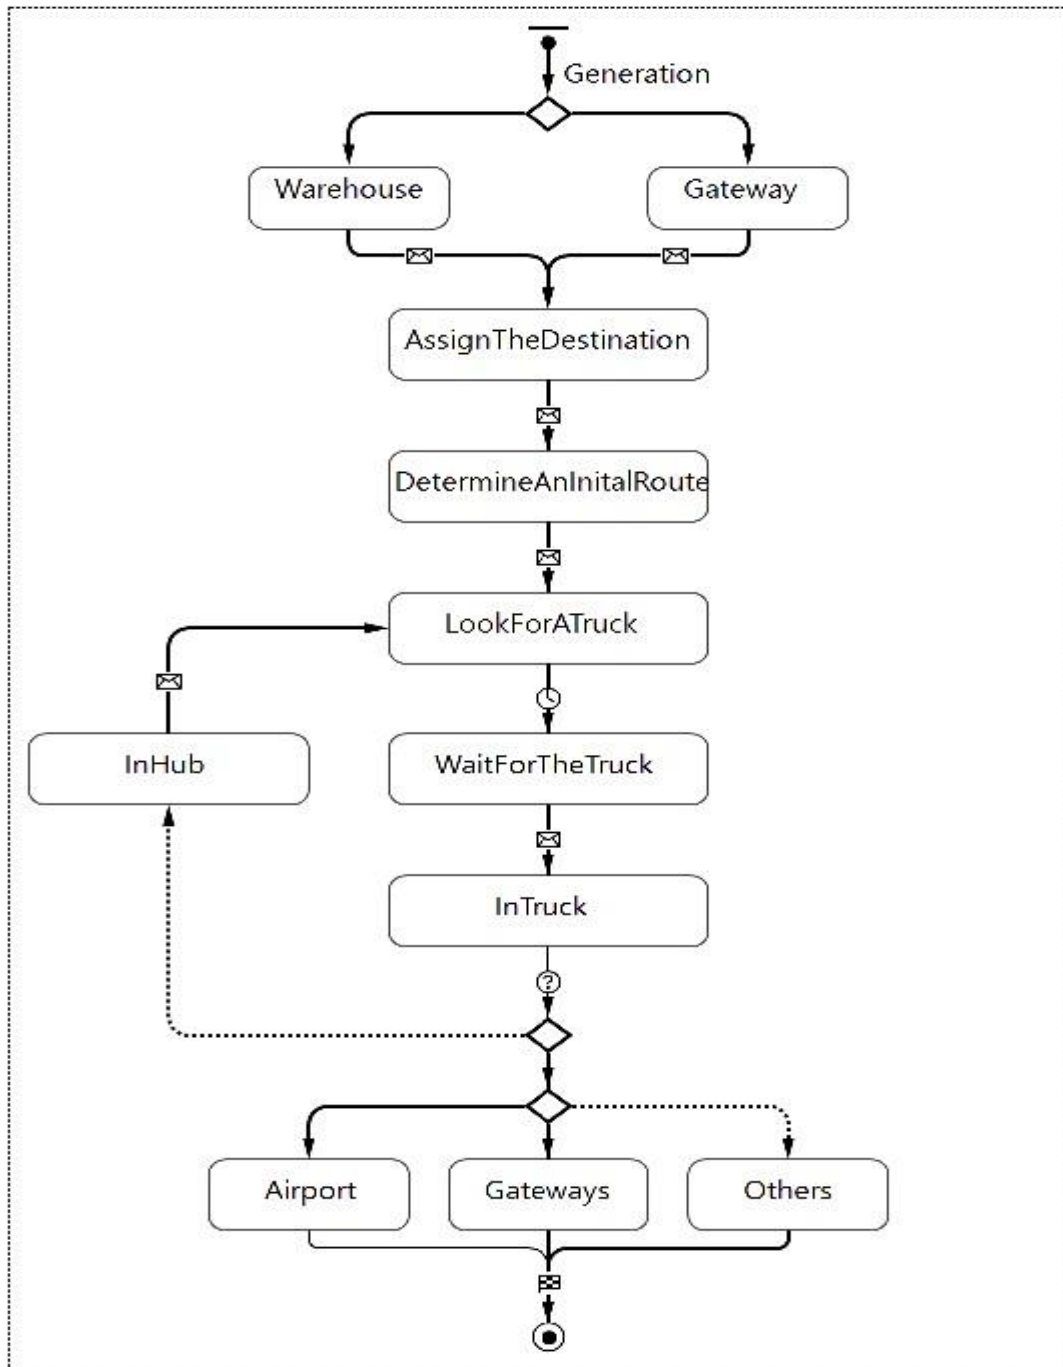 Generation
Warehouse
Gateway
AssignTheDestination
DetermineAnInitalRoute
LookForATruck
InHub
WaitForTheTruck
InTruck
?
Airport
Gateways
Others